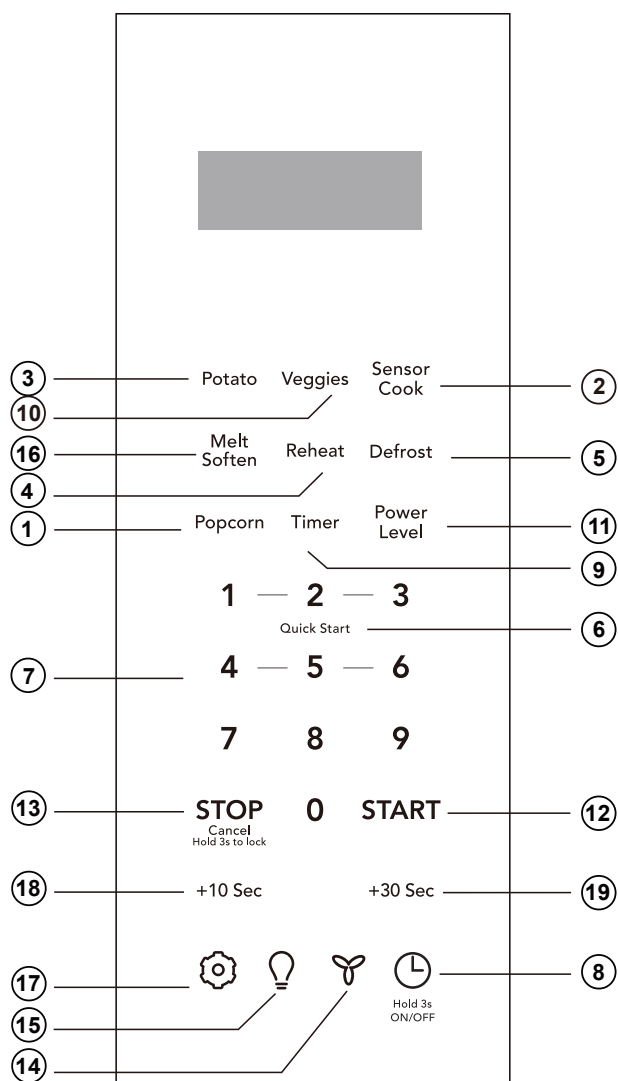 3 Potato Veggies Sensor
Cook 2
10
16 Melt
Soften Reheat Defrost 5
4
1 Popcorn Timer Power
Level 11
9
1 — 2 — 3
Quick Start 6
7 4 — 5 — 6
7 8 9
13 STOP 0 START 12
Cancel
Hold 3s to lock
18 +10 Sec +30 Sec 19
17 8
Hold 3s
ON/OFF
15
14